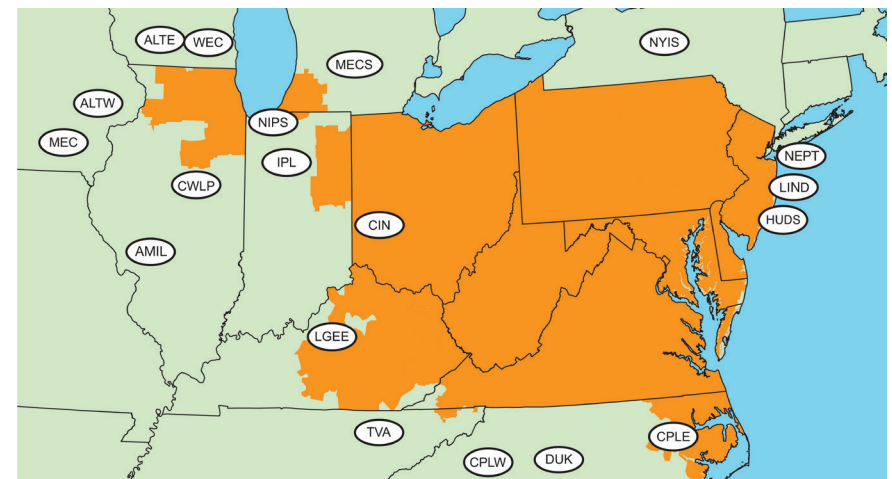 ALTE
WEC
NYIS
MECS
ALTW
NIPS
MEC
NEPT
IPL
CWLP
LIND
HUDS
CIN
AMIL
LGEE
TVA
CPLE
CPLW
DUK